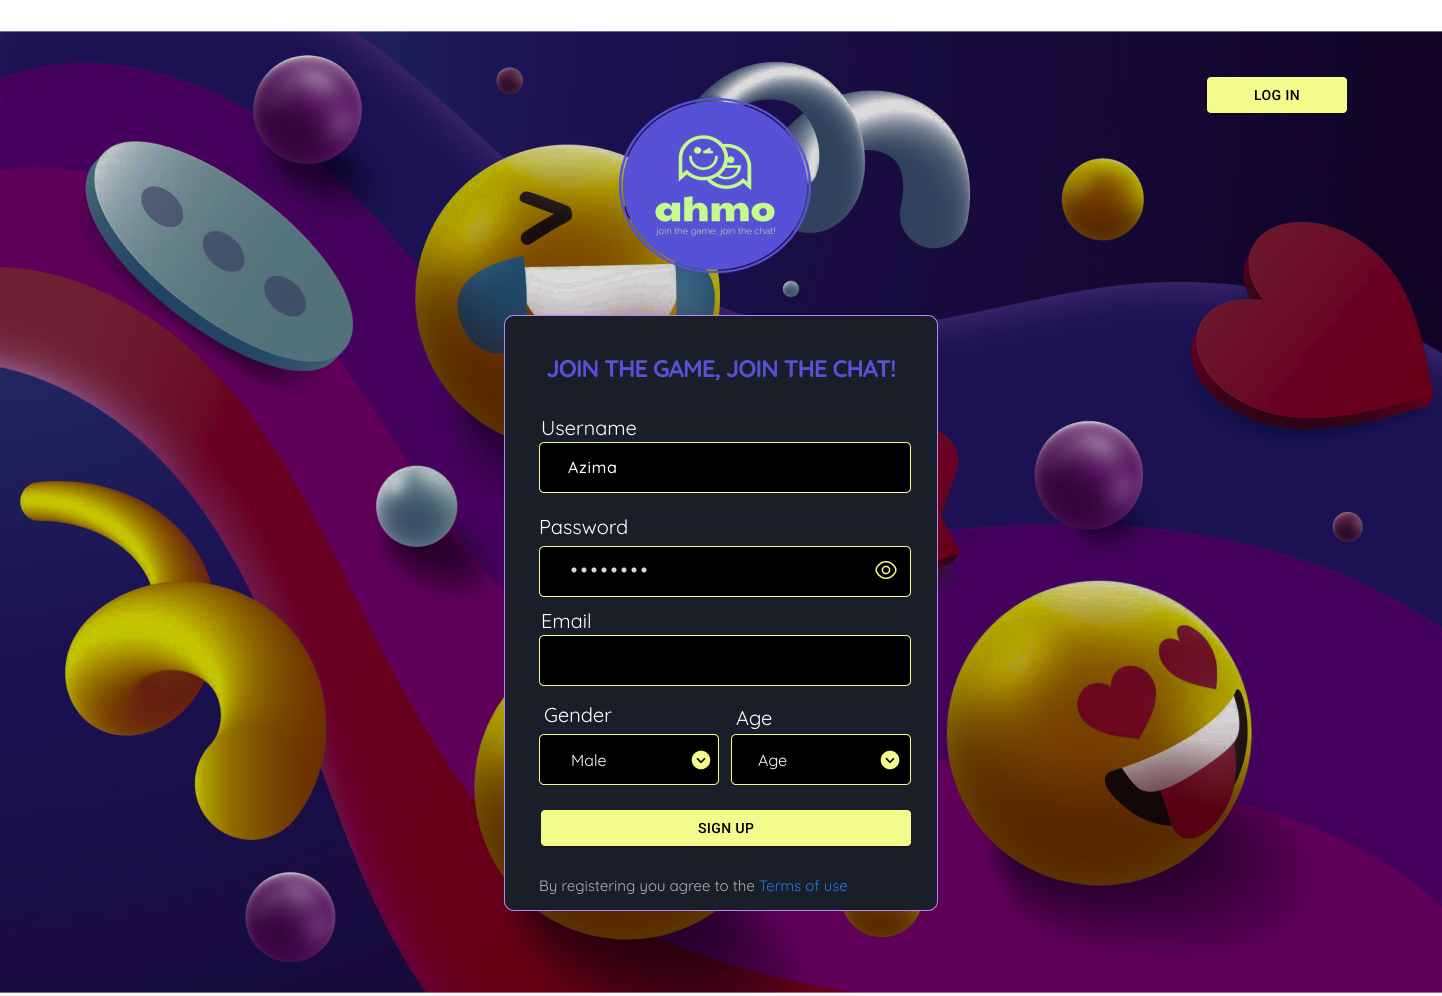 LOG IN
ahmo
join the game, join the chat!
JOIN THE GAME, JOIN THE CHAT!
Username
Azima
Password
••••••••
Email
Gender
Age
Male
Age
SIGN UP
By registering you agree to the Terms of use